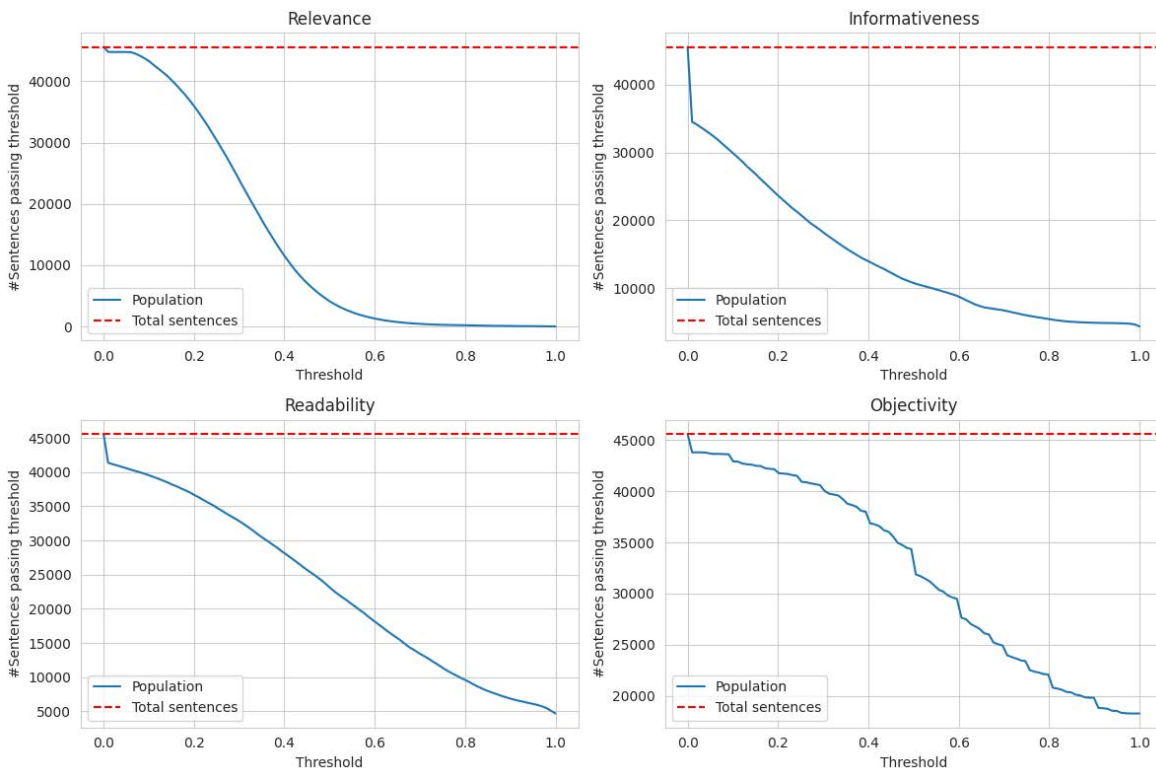 Relevance
#Sentences passing threshold
40000
30000
20000
10000
0
Population
Total sentences
0.0 0.2 0.4 0.6 0.8 1.0
Threshold
Informativeness
#Sentences passing threshold
40000
30000
20000
10000
Population
Total sentences
0.0 0.2 0.4 0.6 0.8 1.0
Threshold
Readability
#Sentences passing threshold
45000
40000
35000
30000
25000
20000
15000
10000
5000
Population
Total sentences
0.0 0.2 0.4 0.6 0.8 1.0
Threshold
Objectivity
#Sentences passing threshold
45000
40000
35000
30000
25000
20000
Population
Total sentences
0.0 0.2 0.4 0.6 0.8 1.0
Threshold